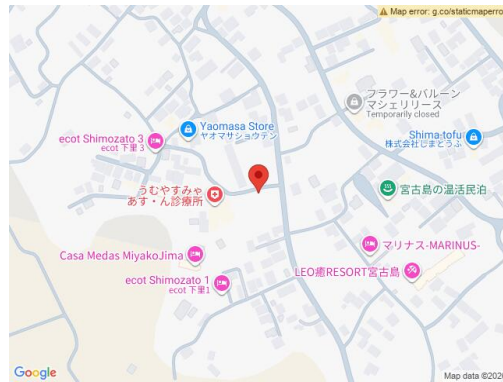 Map error: g.co/staticmaperro
フラワー&バルーン
マシェリリース
Temporarily closed
Yaomasa Store
ヤオマサショウテン
ecot Shimozato 3
ecot 下里 3
Shima-tofu
株式会社しまとうふ
うむやすみゃ
あす・ん診療所
宮古島の温活民泊
マリナス-MARINUS-
Casa Medas MiyakoJima
LEO癒RESORT宮古島
ecot Shimozato 1
ecot 下里1
Google
Map data ©2026